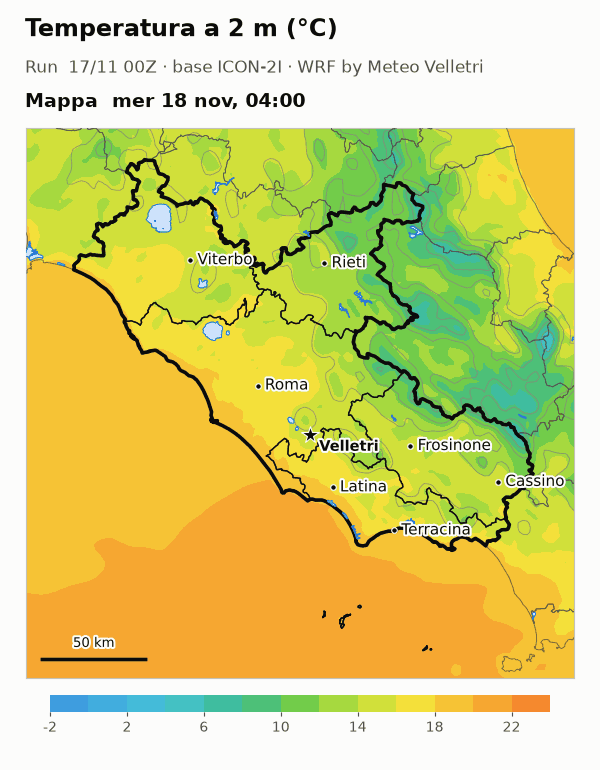 Temperatura a 2 m (°C)
Run  17/11 00Z · base ICON-2I · WRF by Meteo Velletri
Mappa  mer 18 nov, 04:00
Viterbo
Rieti
Roma
Velletri
Frosinone
Cassino
Latina
Terracina
50 km
-2 2 6 10 14 18 22